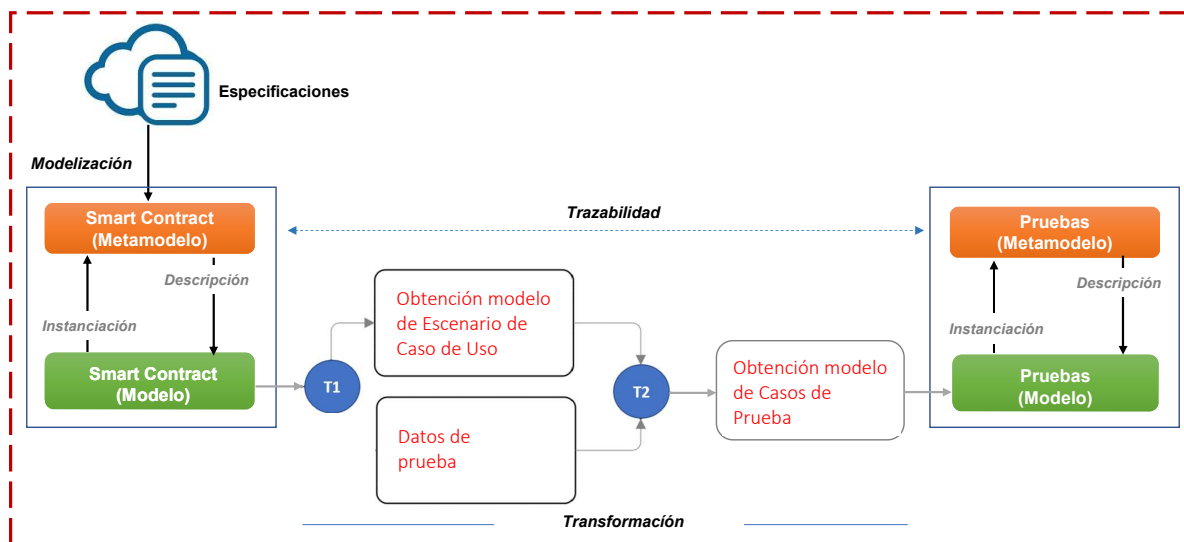 Especificaciones
Modelización
Smart Contract
(Metamodelo)
Trazabilidad
Pruebas
(Metamodelo)
Descripción
Instanciación
Descripción
Instanciación
Obtención modelo
de Escenario de
Caso de Uso
Smart Contract
(Modelo)
T1
T2
Obtención modelo
de Casos de
Prueba
Pruebas
(Modelo)
Datos de
prueba
Transformación